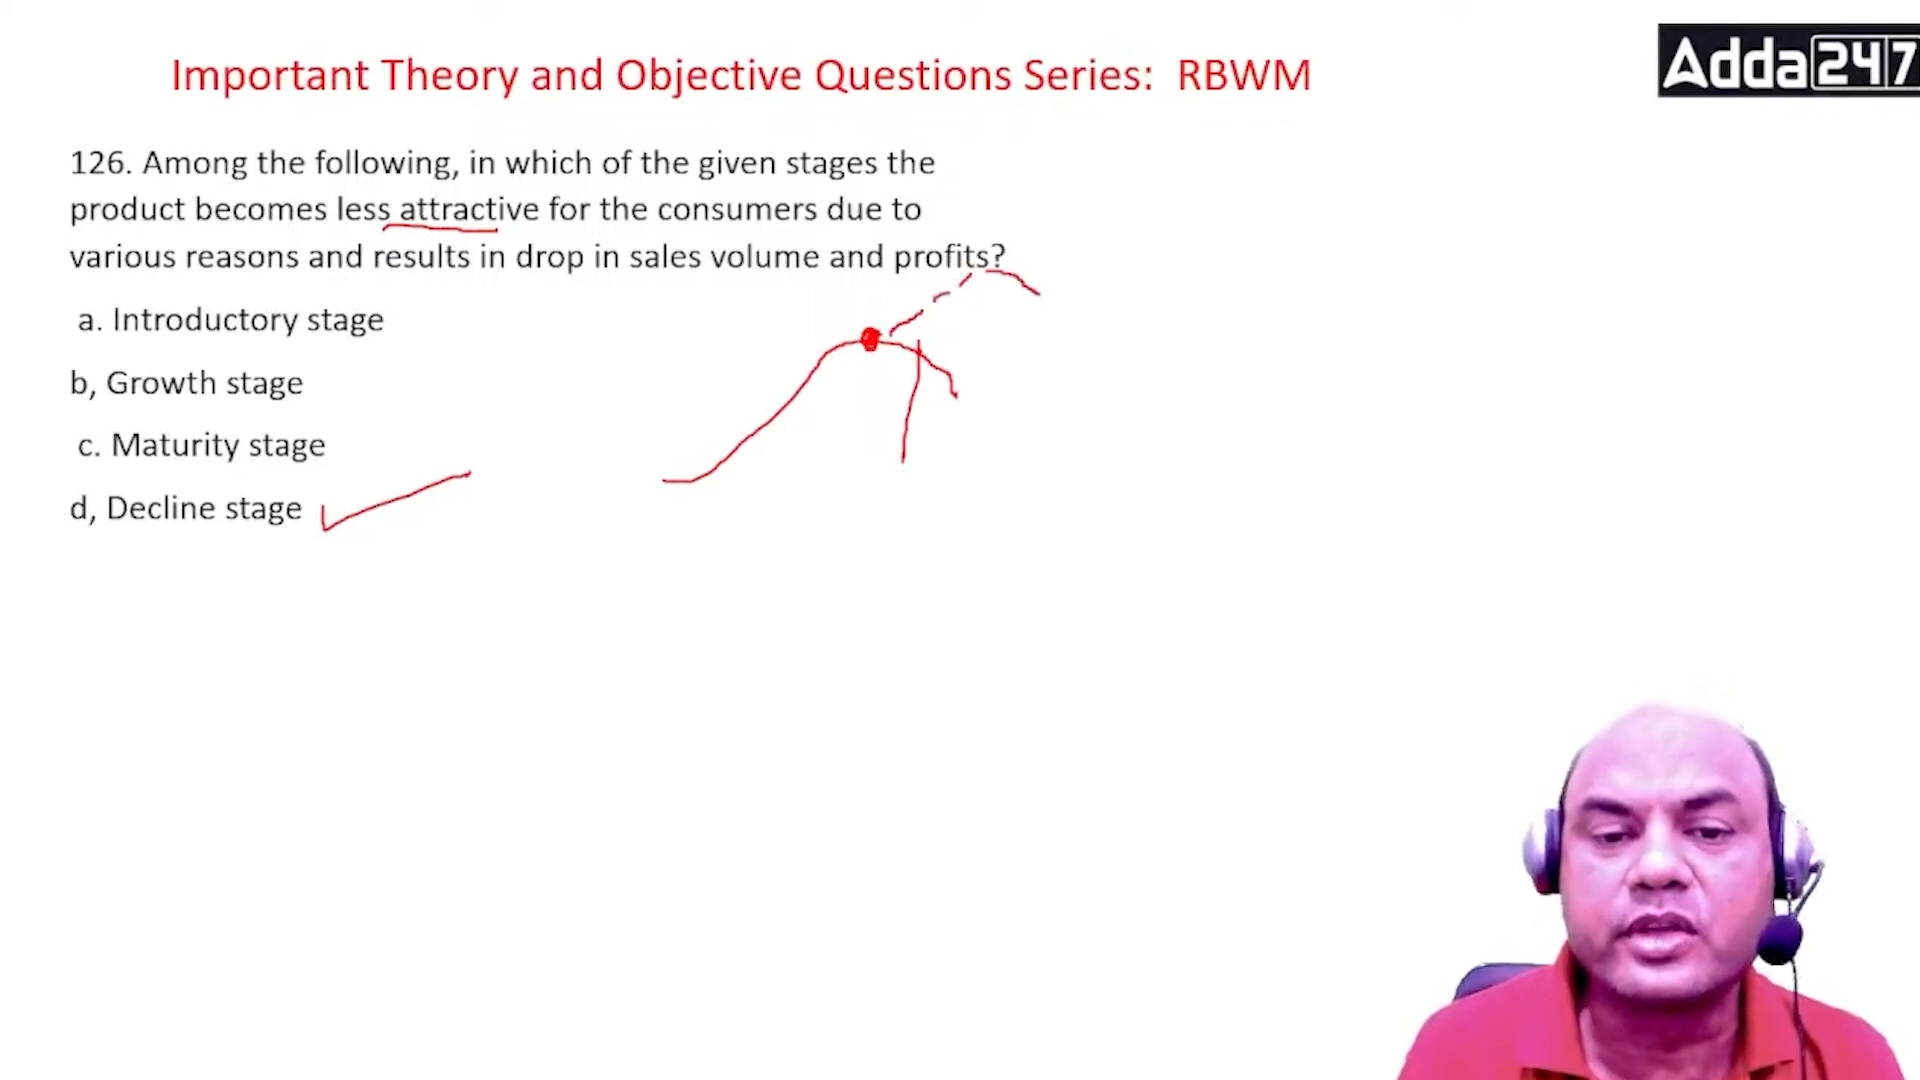 Important Theory and Objective Questions Series: RBWM
Adda247
126. Among the following, in which of the given stages the
product becomes less attractive for the consumers due to
various reasons and results in drop in sales volume and profits?
a. Introductory stage
b, Growth stage
c. Maturity stage
d, Decline stage